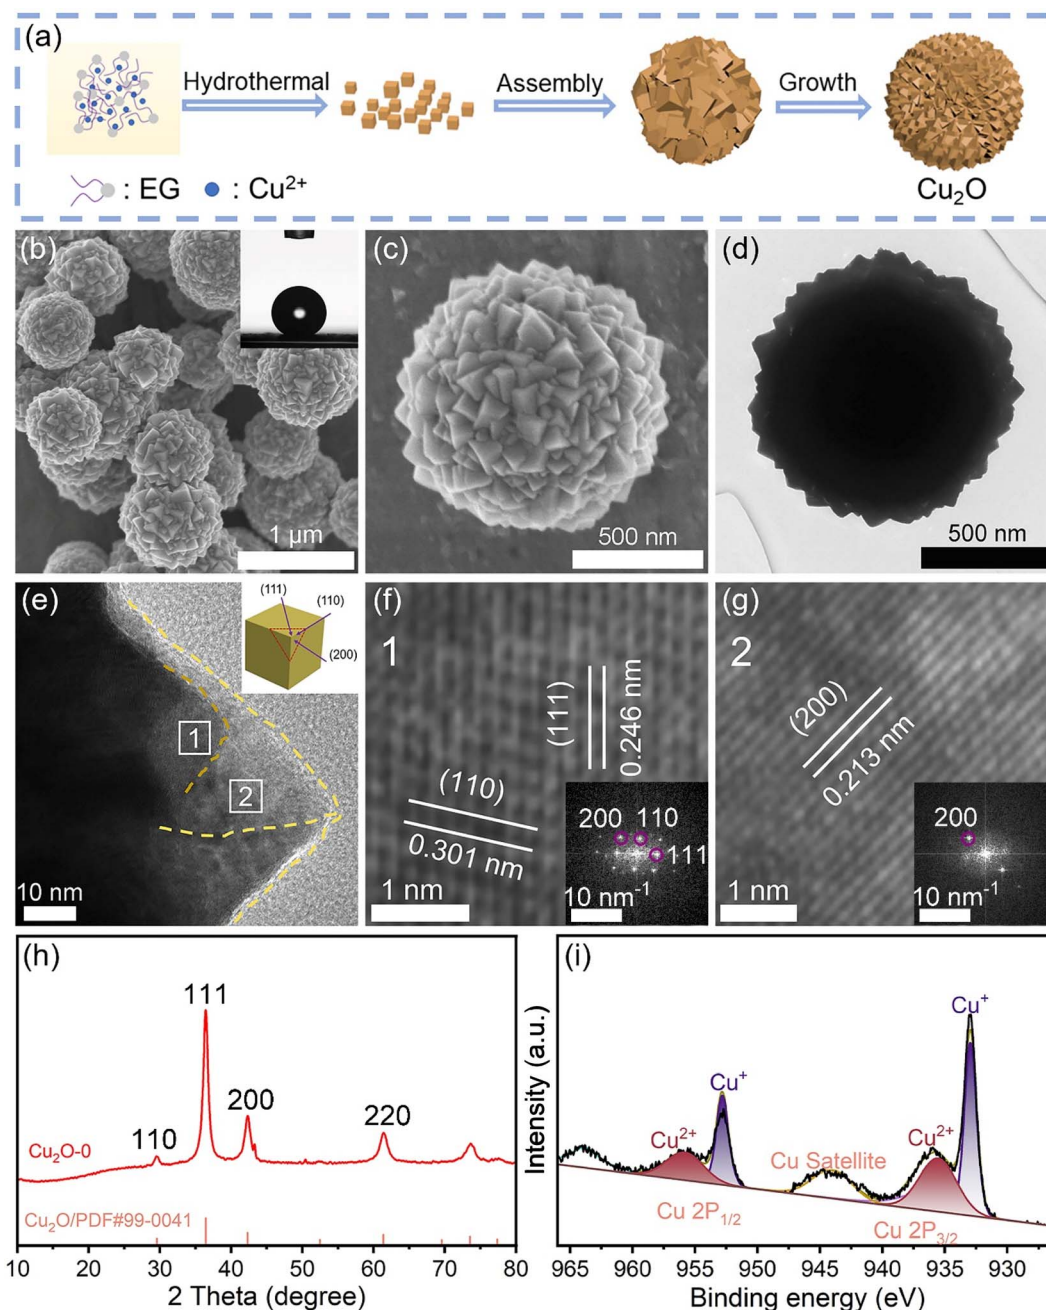 (a)
Hydrothermal
Assembly
Growth
: EG
: Cu²⁺
Cu₂O
(b)
1 µm
(c)
500 nm
(d)
500 nm
(e)
(111)
(110)
(200)
1
2
10 nm
(f)
1
(111)
0.246 nm
(110)
0.301 nm
200 110
111
1 nm
10 nm⁻¹
(g)
2
(200)
0.213 nm
200
1 nm
10 nm⁻¹
(h)
111
200
110
220
Cu₂O-0
Cu₂O/PDF#99-0041
10 20 30 40 50 60 70 80
2 Theta (degree)
(i)
Intensity (a.u.)
Cu⁺
Cu⁺
Cu²⁺
Cu²⁺
Cu Satellite
Cu 2P₁/₂
Cu 2P₃/₂
965 960 955 950 945 940 935 930
Binding energy (eV)